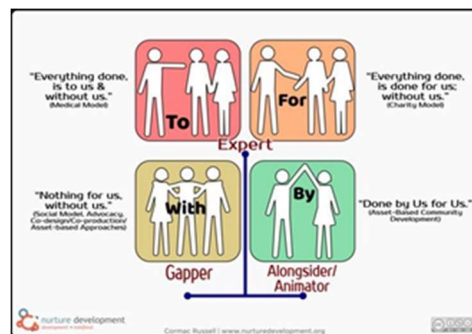 "Everything done,
is to us &
without us."
(Medical Model)
To
For
"Everything done,
is done for us;
without us."
(Charity Model)
Expert
"Nothing for us,
without us."
(Social Model, Advocacy,
Co-design/Co-production/
Asset-based Approaches)
With
By
"Done by Us for Us."
(Asset-Based Community
Development)
Gapper
Alongsider/
Animator
nurture development
Cormac Russell | www.nurturedevelopment.org